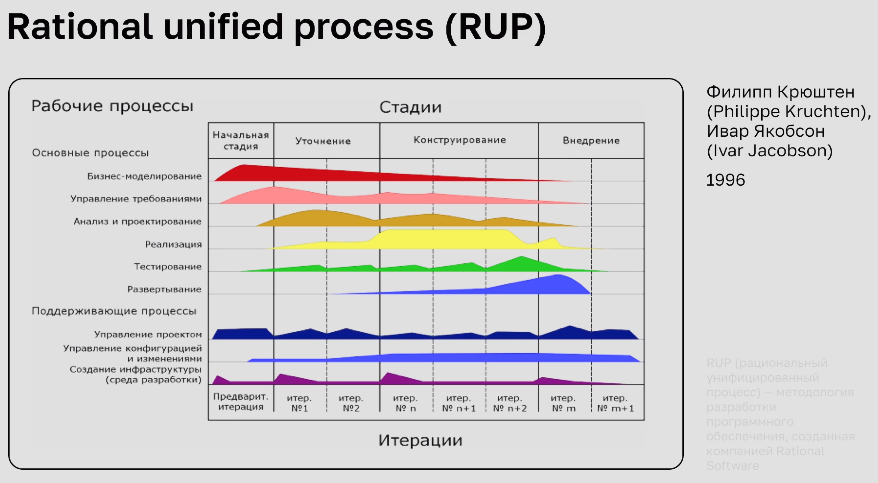 Rational unified process (RUP)
Рабочие процессы
Стадии
Начальная
стадия
Уточнение
Конструирование
Внедрение
Основные процессы
Бизнес-моделирование
Управление требованиями
Анализ и проектирование
Реализация
Тестирование
Развертывание
Поддерживающие процессы
Управление проектом
Управление конфигурацией
и изменениями
Создание инфраструктуры
(среда разработки)
Предварит.
итерация
итер.
№1
итер.
№2
итер.
№ n
итер.
№ n+1
итер.
№ n+2
итер.
№ m
итер.
№ m+1
Итерации
Филипп Крюштен
(Philippe Kruchten),
Ивар Якобсон
(Ivar Jacobson)
1996
RUP (рациональный
унифицированный
процесс) — методология
разработки
программного
обеспечения, созданная
компанией Rational
Software